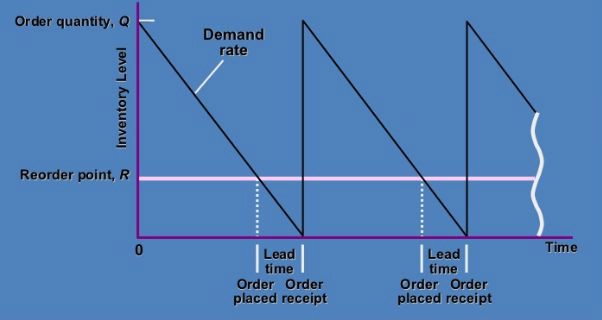 Order quantity, Q
Demand
rate
Inventory Level
Reorder point, R
0
Lead
time
Lead
time
Time
Order Order
placed receipt
Order Order
placed receipt